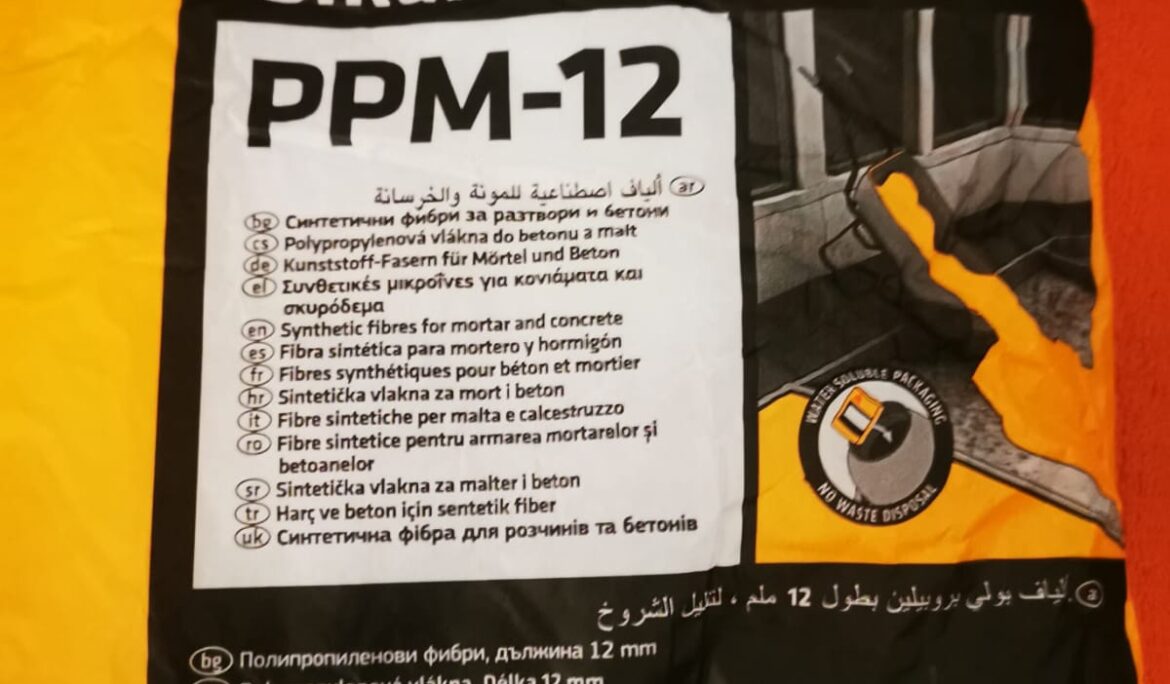 PPM-12
ar ألياف اصطناعية للمونة والخرسانة
bg Синтетични фибри за разтвори и бетони
cs Polypropylenová vlákna do betonu a malt
de Kunststoff-Fasern für Mörtel und Beton
el Συνθετικές μικροΐνες για κονιάματα και
σκυρόδεμα
en Synthetic fibres for mortar and concrete
es Fibra sintética para mortero y hormigón
fr Fibres synthétiques pour béton et mortier
hr Sintetička vlakna za mort i beton
it Fibre sintetiche per malta e calcestruzzo
ro Fibre sintetice pentru armarea mortarelor și
betoanelor
sr Sintetička vlakna za malter i beton
tr Harç ve beton için sentetik fiber
uk Синтетична фібра для розчинів та бетонів
WATER SOLUBLE PACKAGING
NO WASTE DISPOSAL
a ألياف بولي بروبيلين بطول 12 ملم ، لتقليل الشروخ
bg Полипропиленови фибри, дължина 12 mm
vlákna, Délka 12 mm